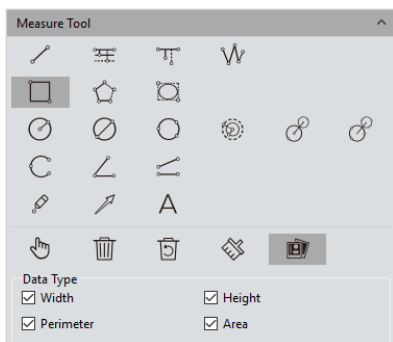 Measure Tool
A
Data Type
Width
Height
Perimeter
Area